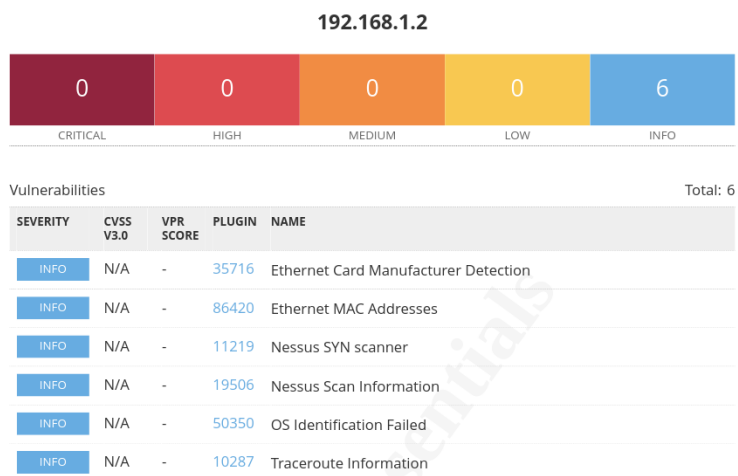 192.168.1.2
0 0 0 0 6
CRITICAL HIGH MEDIUM LOW INFO
Vulnerabilities Total: 6
SEVERITY CVSS V3.0 VPR SCORE PLUGIN NAME
INFO N/A - 35716 Ethernet Card Manufacturer Detection
INFO N/A - 86420 Ethernet MAC Addresses
INFO N/A - 11219 Nessus SYN scanner
INFO N/A - 19506 Nessus Scan Information
INFO N/A - 50350 OS Identification Failed
INFO N/A - 10287 Traceroute Information